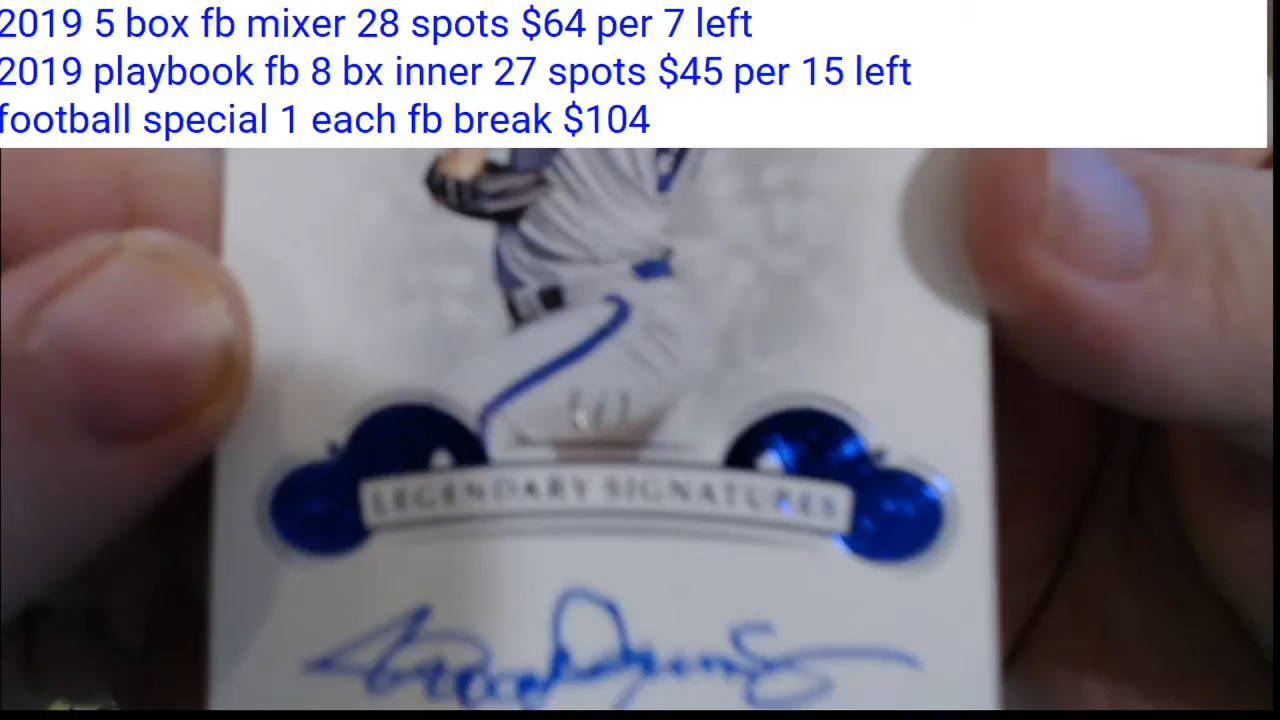 2019 5 box fb mixer 28 spots $64 per 7 left
2019 playbook fb 8 bx inner 27 spots $45 per 15 left
football special 1 each fb break $104
LEGENDARY SIGNATURES